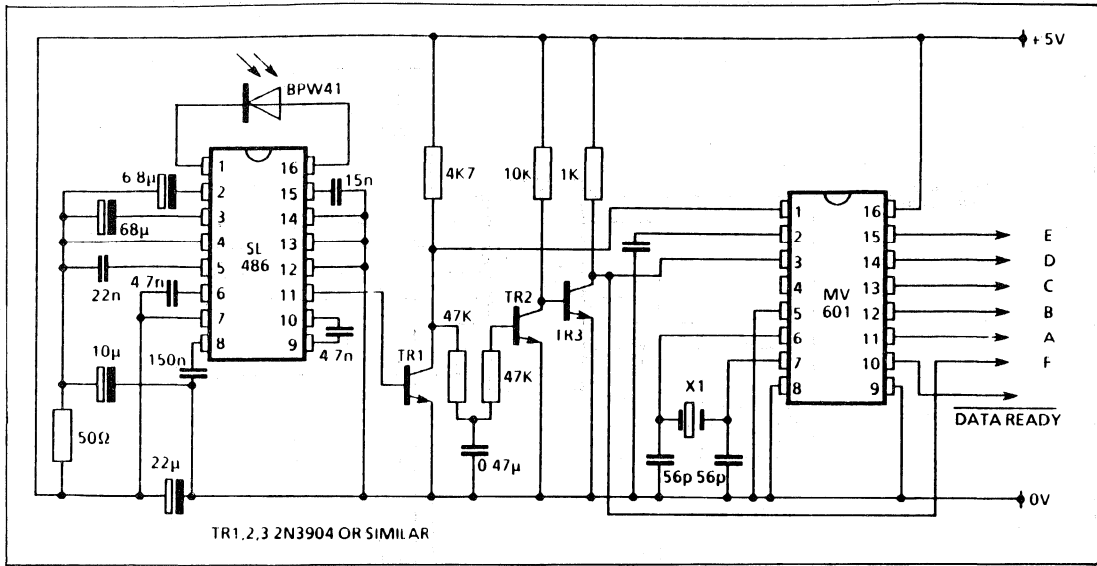 +5V
BPW41
1 16
6 8µ
2 15
15n
4K7
10K
1K
3 14
68µ
SL
486
4 13
1 16
5 12
2 15
E
22n
4 7n
3 14
D
6 11
MV
601
4 13
C
47K
TR2
TR3
5 12
B
7 10
6 11
A
10µ
150n
8 9
4 7n
TR1
47K
7 10
F
X1
8 9
50Ω
DATA READY
0 47µ
22µ
56p 56p
0V
TR1,2,3 2N3904 OR SIMILAR